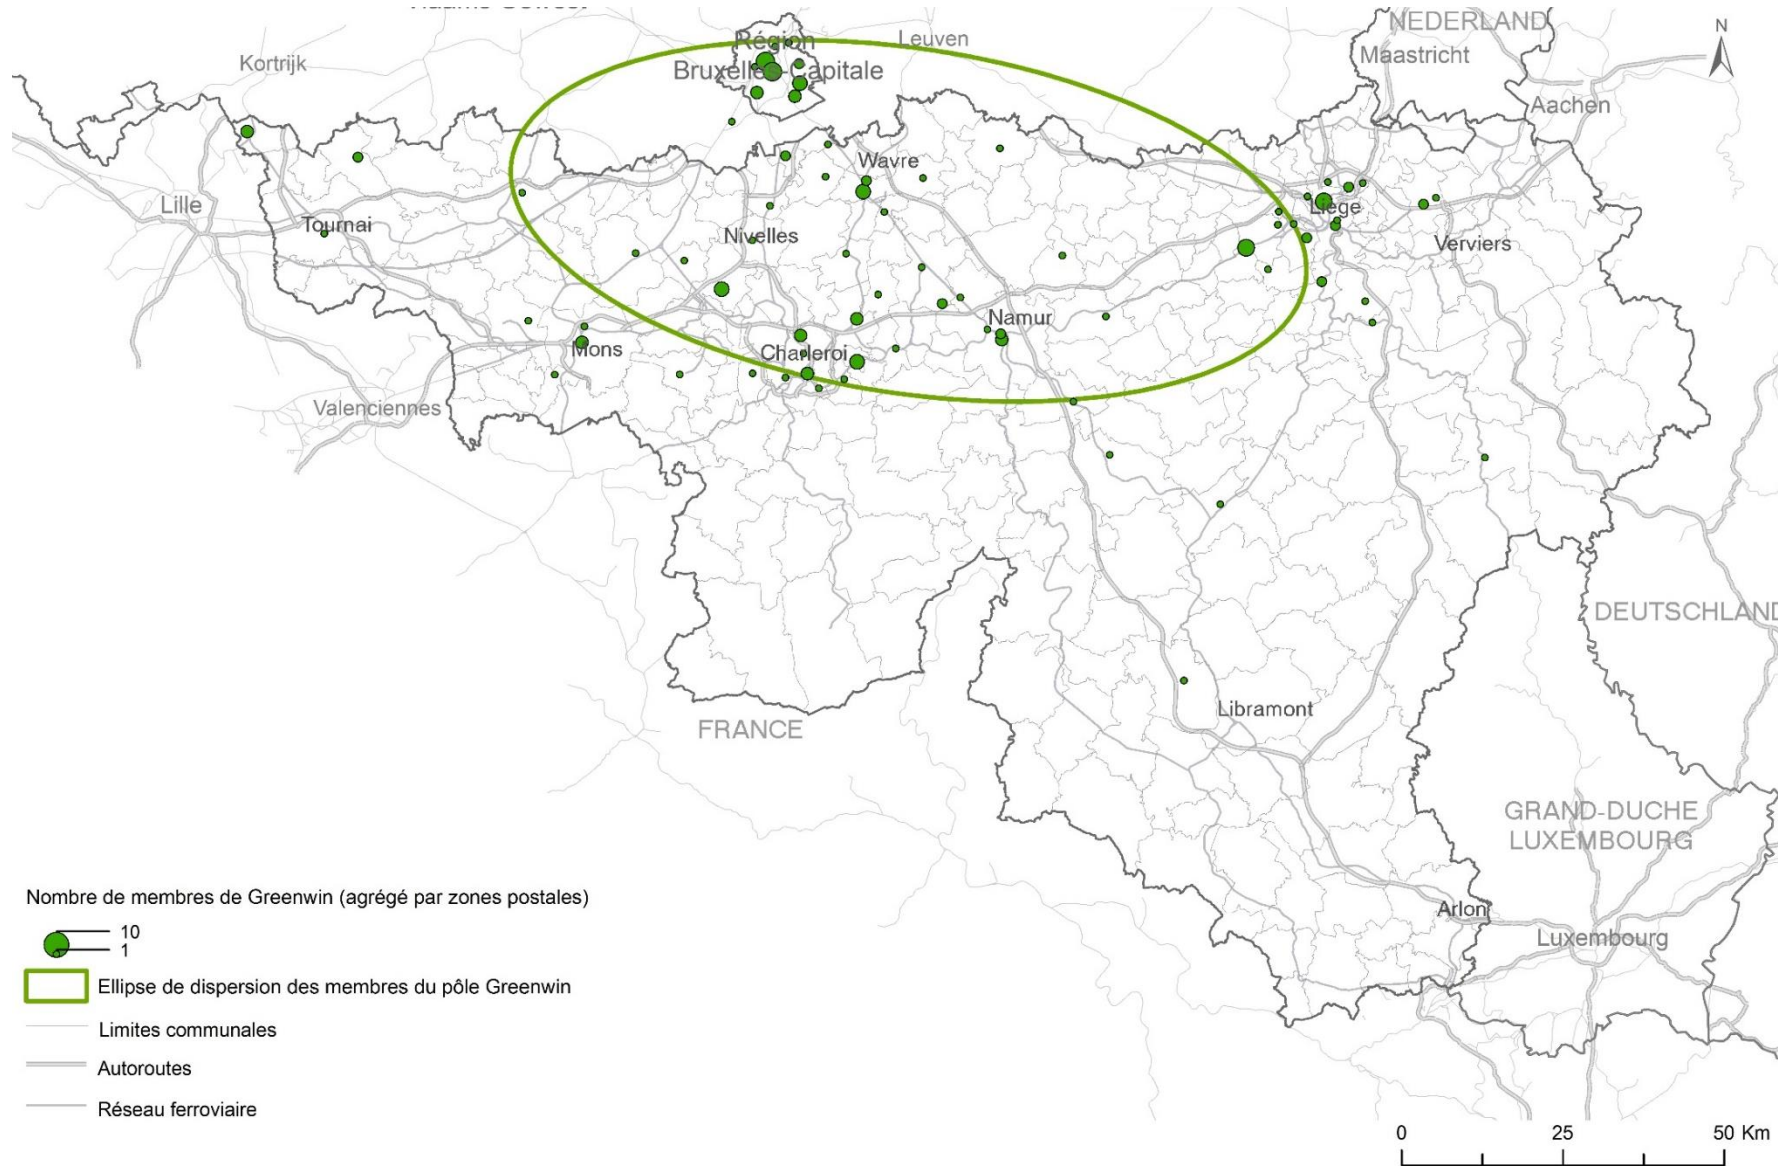 NEDERLAND
Région
Leuven
Maastricht
Kortrijk
Bruxelles-Capitale
Aachen
Wavre
Lille
Liège
Tournai
Nivelles
Verviers
Namur
Mons
Charleroi
Valenciennes
DEUTSCHLAND
Libramont
FRANCE
GRAND-DUCHE
LUXEMBOURG
Arlon
Luxembourg
N
Nombre de membres de Greenwin (agrégé par zones postales)
10
1
Ellipse de dispersion des membres du pôle Greenwin
Limites communales
Autoroutes
Réseau ferroviaire
0 25 50 Km